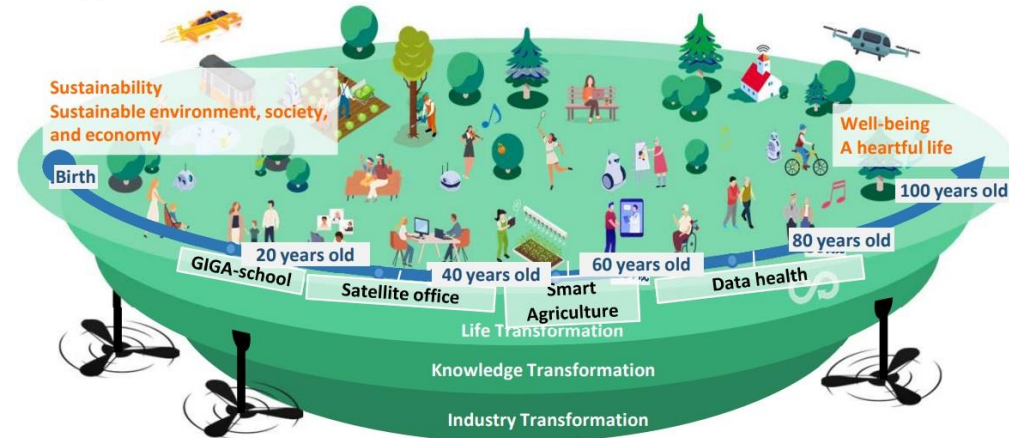 Sustainability
Sustainable environment, society,
and economy
Well-being
A heartful life
Birth
100 years old
20 years old
80 years old
40 years old
60 years old
GIGA-school
Satellite office
Smart
Agriculture
Data health
Life Transformation
Knowledge Transformation
Industry Transformation